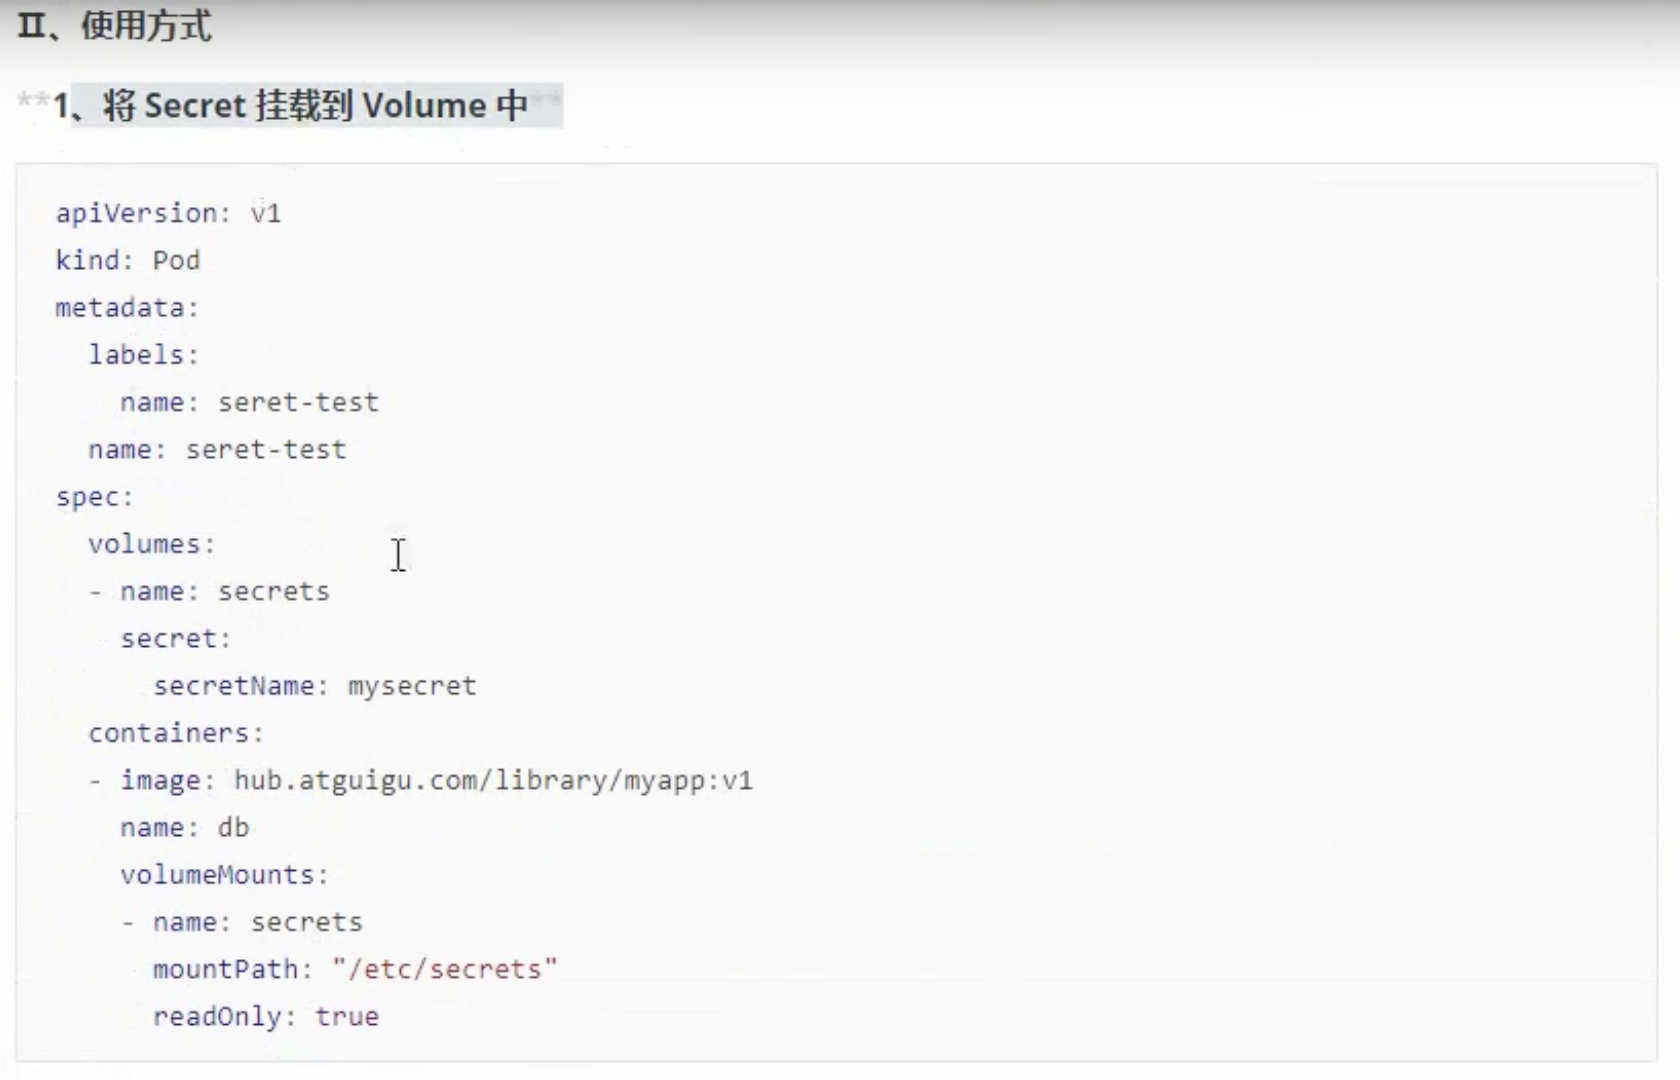 Ⅱ、使用方式
**1、将 Secret 挂载到 Volume 中**
apiVersion: v1
kind: Pod
metadata:
  labels:
    name: seret-test
  name: seret-test
spec:
  volumes:
  - name: secrets
    secret:
      secretName: mysecret
  containers:
  - image: hub.atguigu.com/library/myapp:v1
    name: db
    volumeMounts:
    - name: secrets
      mountPath: "/etc/secrets"
      readOnly: true